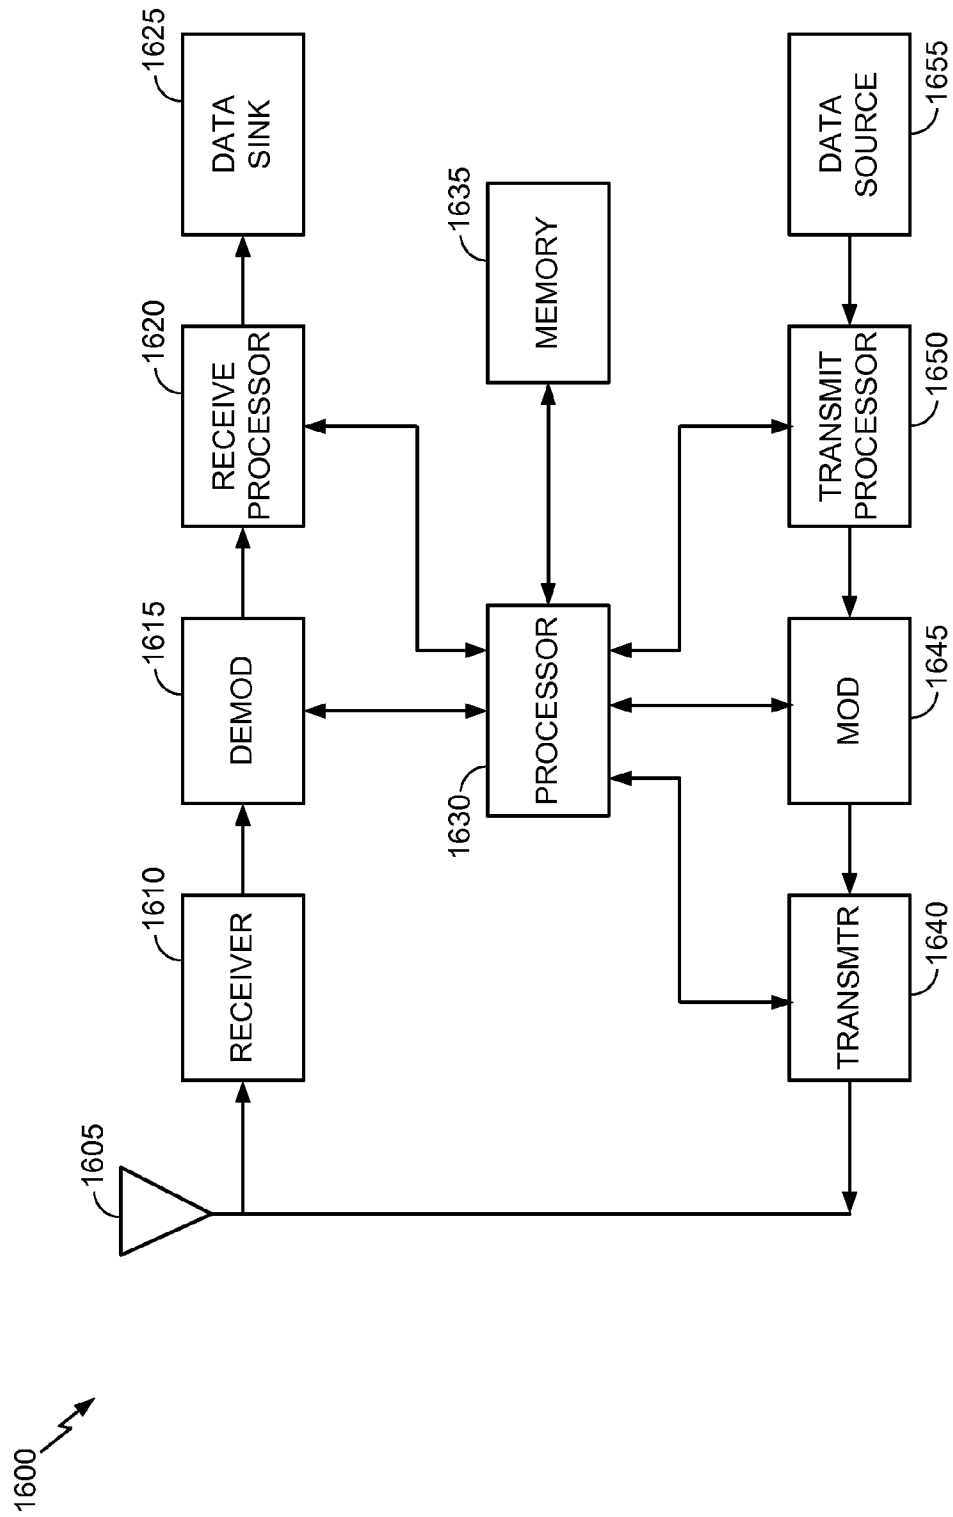 1600
1605
1610
RECEIVER
1615
DEMOD
1620
RECEIVE
PROCESSOR
1625
DATA
SINK
1630
PROCESSOR
1635
MEMORY
TRANSMTR
1640
MOD
1645
TRANSMIT
PROCESSOR
1650
DATA
SOURCE
1655